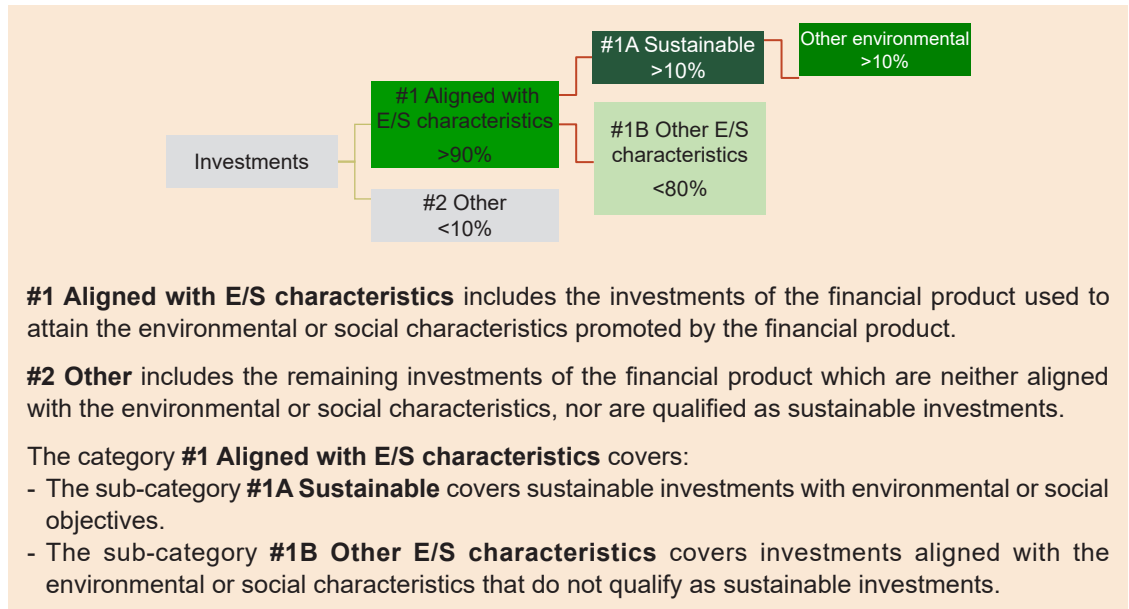 #1A Sustainable
>10%
Other environmental
>10%
#1 Aligned with
E/S characteristics
>90%
#1B Other E/S
characteristics
<80%
Investments
#2 Other
<10%
#1 Aligned with E/S characteristics includes the investments of the financial product used to
attain the environmental or social characteristics promoted by the financial product.
#2 Other includes the remaining investments of the financial product which are neither aligned
with the environmental or social characteristics, nor are qualified as sustainable investments.
The category #1 Aligned with E/S characteristics covers:
- The sub-category #1A Sustainable covers sustainable investments with environmental or social
objectives.
- The sub-category #1B Other E/S characteristics covers investments aligned with the
environmental or social characteristics that do not qualify as sustainable investments.